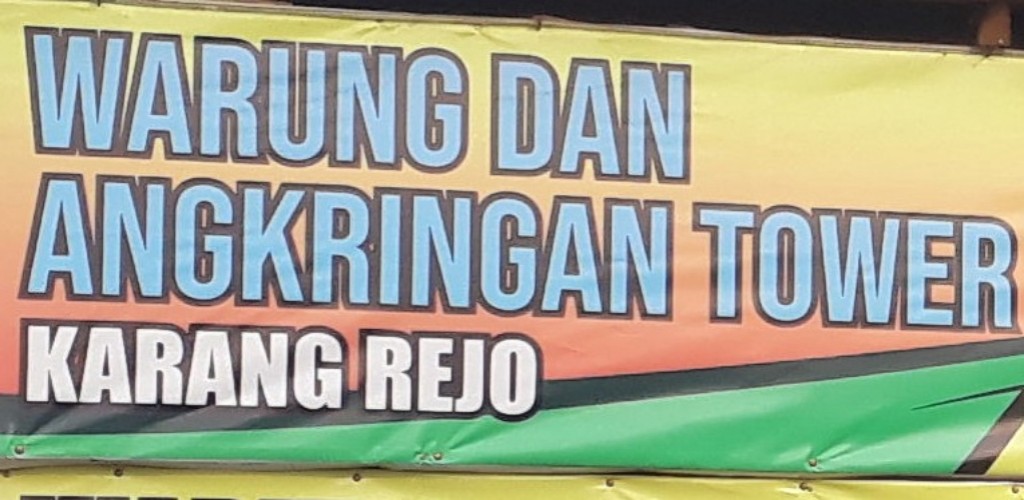 WARUNG DAN
ANGKRINGAN TOWER
KARANG REJO